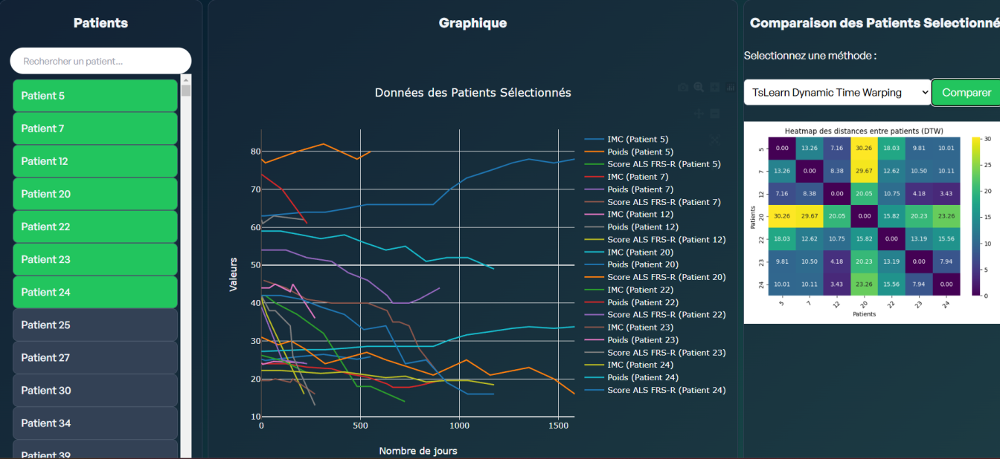 Patients
Rechercher un patient...
Patient 5
Patient 7
Patient 12
Patient 20
Patient 22
Patient 23
Patient 24
Patient 25
Patient 27
Patient 30
Patient 34
Patient 39
Graphique
Données des Patients Sélectionnés
Valeurs
80
70
60
50
40
30
20
10
0
500
1000
1500
Nombre de jours
IMC (Patient 5)
Poids (Patient 5)
Score ALS FRS-R (Patient 5)
IMC (Patient 7)
Poids (Patient 7)
Score ALS FRS-R (Patient 7)
IMC (Patient 12)
Poids (Patient 12)
Score ALS FRS-R (Patient 12)
IMC (Patient 20)
Poids (Patient 20)
Score ALS FRS-R (Patient 20)
IMC (Patient 22)
Poids (Patient 22)
Score ALS FRS-R (Patient 22)
IMC (Patient 23)
Poids (Patient 23)
Score ALS FRS-R (Patient 23)
IMC (Patient 24)
Poids (Patient 24)
Score ALS FRS-R (Patient 24)
Comparaison des Patients Selectionné
Selectionnez une méthode :
TsLearn Dynamic Time Warping
Comparer
Heatmap des distances entre patients (DTW)
Patients
5 0.00 13.26 7.16 30.26 18.03 9.81 10.01
7 13.26 0.00 8.38 29.67 12.62 10.50 10.11
12 7.16 8.38 0.00 20.05 10.75 4.18 3.43
20 30.26 29.67 20.05 0.00 15.82 20.23 23.26
22 18.03 12.62 10.75 15.82 0.00 13.19 15.56
23 9.81 10.50 4.18 20.23 13.19 0.00 7.94
24 10.01 10.11 3.43 23.26 15.56 7.94 0.00
5 7 12 20 22 23 24
Patients
30
25
20
15
10
5
0